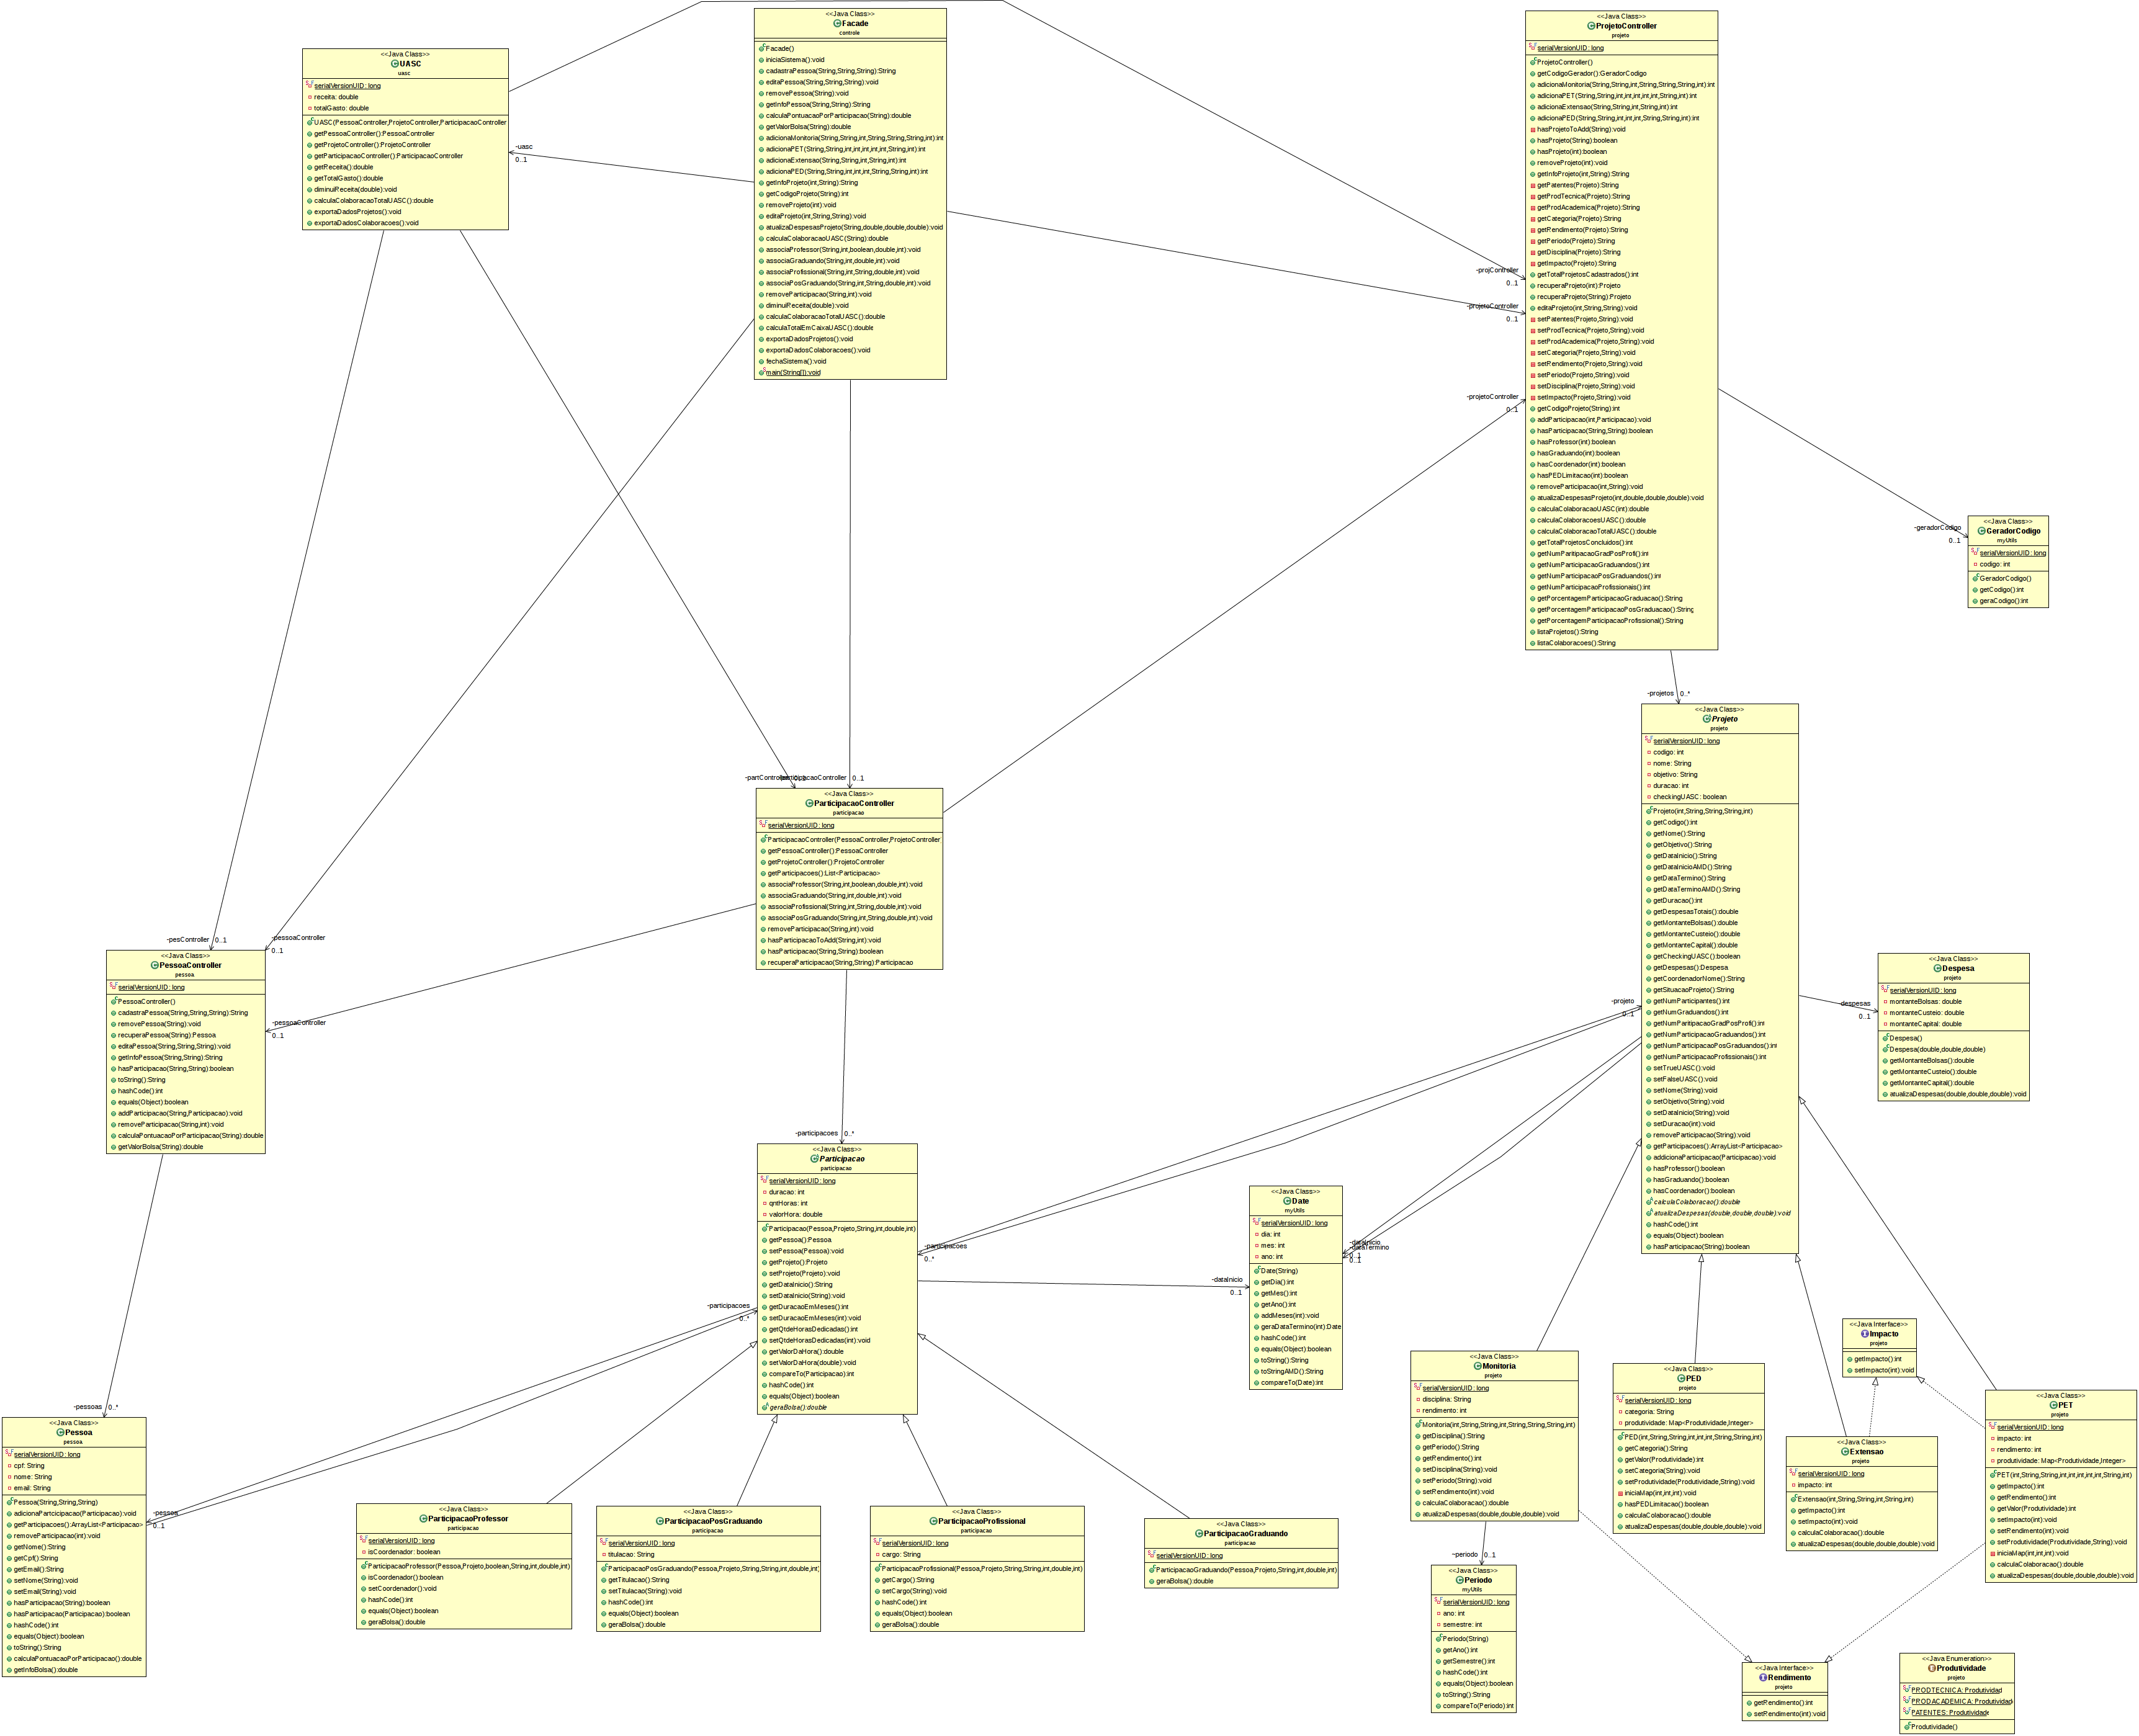 <<Java Class>>
UASC
uasc
serialVersionUID: long
receita: double
totalGasto: double
UASC(PessoaController,ProjetoController,ParticipacaoController
getPessoaController():PessoaController
getProjetoController():ProjetoController
getParticipacaoController():ParticipacaoController
getReceita():double
getTotalGasto():double
diminuiReceita(double):void
calculaColaboracaoTotalUASC():double
exportaDadosProjetos():void
exportaDadosColaboracoes():void
<<Java Class>>
Facade
controle
Facade()
iniciaSistema():void
cadastraPessoa(String,String,String):String
editaPessoa(String,String,String):void
removePessoa(String):void
getInfoPessoa(String,String):String
calculaPontuacaoPorParticipacao(String):double
getValorBolsa(String):double
adicionaMonitoria(String,String,int,String,String,String,int):int
adicionaPET(String,String,int,int,int,int,int,String,int):int
adicionaExtensao(String,String,int,String,int):int
adicionaPED(String,String,int,int,int,String,String,int):int
getInfoProjeto(int,String):String
getCodigoProjeto(String):int
removeProjeto(int):void
editaProjeto(int,String,String):void
atualizaDespesasProjeto(String,double,double,double):void
calculaColaboracaoUASC(String):double
associaProfessor(String,int,boolean,double,int):void
associaGraduando(String,int,double,int):void
associaProfissional(String,int,String,double,int):void
associaPosGraduando(String,int,String,double,int):void
removeParticipacao(String,int):void
diminuiReceita(double):void
calculaColaboracaoTotalUASC():double
calculaTotalEmCaixaUASC():double
exportaDadosProjetos():void
exportaDadosColaboracoes():void
fechaSistema():void
main(String[]):void
<<Java Class>>
ProjetoController
projeto
serialVersionUID: long
ProjetoController()
getCodigoGerador():GeradorCodigo
adicionaMonitoria(String,String,int,String,String,String,int):int
adicionaPET(String,String,int,int,int,int,int,String,int):int
adicionaExtensao(String,String,int,String,int):int
adicionaPED(String,String,int,int,int,String,String,int):int
hasProjetoToAdd(String):void
hasProjeto(String):boolean
hasProjeto(int):boolean
removeProjeto(int):void
getInfoProjeto(int,String):String
getPatentes(Projeto):String
getProdTecnica(Projeto):String
getProdAcademica(Projeto):String
getCategoria(Projeto):String
getRendimento(Projeto):String
getPeriodo(Projeto):String
getDisciplina(Projeto):String
getImpacto(Projeto):String
getTotalProjetosCadastrados():int
recuperaProjeto(int):Projeto
recuperaProjeto(String):Projeto
editaProjeto(int,String,String):void
setPatentes(Projeto,String):void
setProdTecnica(Projeto,String):void
setProdAcademica(Projeto,String):void
setCategoria(Projeto,String):void
setRendimento(Projeto,String):void
setPeriodo(Projeto,String):void
setDisciplina(Projeto,String):void
setImpacto(Projeto,String):void
getCodigoProjeto(String):int
addParticipacao(int,Participacao):void
hasParticipacao(String,String):boolean
hasProfessor(int):boolean
hasGraduando(int):boolean
hasCoordenador(int):boolean
hasPEDLimitacao(int):boolean
removeParticipacao(int,String):void
atualizaDespesasProjeto(int,double,double,double):void
calculaColaboracaoUASC(int):double
calculaColaboracoesUASC():double
calculaColaboracaoTotalUASC():double
getTotalProjetosConcluidos():int
getNumParitipacaoGradPosProfi():int
getNumParticipacaoGraduandos():int
getNumParticipacaoPosGraduandos():int
getNumParticipacaoProfissionais():int
getPorcentagemParticipacaoGraduacao():String
getPorcentagemParticipacaoPosGraduacao():String
getPorcentagemParticipacaoProfissional():String
listaProjetos():String
listaColaboracoes():String
-uasc
0..1
-projController
0..1
-projetoController
0..1
-projetoController
0..1
-geradorCodigo
0..1
<<Java Class>>
GeradorCodigo
myUtils
serialVersionUID: long
codigo: int
GeradorCodigo()
getCodigo():int
geraCodigo():int
-projetos 0..*
<<Java Class>>
Projeto
projeto
serialVersionUID: long
codigo: int
nome: String
objetivo: String
duracao: int
checkingUASC: boolean
Projeto(int,String,String,String,int)
getCodigo():int
getNome():String
getObjetivo():String
getDataInicio():String
getDataInicioAMD():String
getDataTermino():String
getDataTerminoAMD():String
getDuracao():int
getDespesasTotais():double
getMontanteBolsas():double
getMontanteCusteio():double
getMontanteCapital():double
getCheckingUASC():boolean
getDespesas():Despesa
getCoordenadorNome():String
getSituacaoProjeto():String
getNumParticipantes():int
getNumGraduandos():int
getNumParitipacaoGradPosProfi():int
getNumParticipacaoGraduandos():int
getNumParticipacaoPosGraduandos():int
getNumParticipacaoProfissionais():int
setTrueUASC():void
setFalseUASC():void
setNome(String):void
setObjetivo(String):void
setDataInicio(String):void
setDuracao(int):void
removeParticipacao(String):void
getParticipacoes():ArrayList<Participacao>
addicionaParticipacao(Participacao):void
hasProfessor():boolean
hasGraduando():boolean
hasCoordenador():boolean
calculaColaboracao():double
atualizaDespesas(double,double,double):void
hashCode():int
equals(Object):boolean
hasParticipacao(String):boolean
-partController
-participacaoController 0..1
<<Java Class>>
ParticipacaoController
participacao
serialVersionUID: long
ParticipacaoController(PessoaController,ProjetoController)
getPessoaController():PessoaController
getProjetoController():ProjetoController
getParticipacoes():List<Participacao>
associaProfessor(String,int,boolean,double,int):void
associaGraduando(String,int,double,int):void
associaProfissional(String,int,String,double,int):void
associaPosGraduando(String,int,String,double,int):void
removeParticipacao(String,int):void
hasParticipacaoToAdd(String,int):void
hasParticipacao(String,String):boolean
recuperaParticipacao(String,String):Participacao
-pesController 0..1
-pessoaController
0..1
<<Java Class>>
PessoaController
pessoa
serialVersionUID: long
PessoaController()
cadastraPessoa(String,String,String):String
removePessoa(String):void
recuperaPessoa(String):Pessoa
editaPessoa(String,String,String):void
getInfoPessoa(String,String):String
hasParticipacao(String,String):boolean
toString():String
hashCode():int
equals(Object):boolean
addParticipacao(String,Participacao):void
removeParticipacao(String,int):void
calculaPontuacaoPorParticipacao(String):double
getValorBolsa(String):double
-pessoaController
0..1
<<Java Class>>
Despesa
projeto
serialVersionUID: long
montanteBolsas: double
montanteCusteio: double
montanteCapital: double
Despesa()
Despesa(double,double,double)
getMontanteBolsas():double
getMontanteCusteio():double
getMontanteCapital():double
atualizaDespesas(double,double,double):void
despesas
0..1
-projeto
0..1
-participacoes 0..*
<<Java Class>>
Participacao
participacao
serialVersionUID: long
duracao: int
qntHoras: int
valorHora: double
Participacao(Pessoa,Projeto,String,int,double,int)
getPessoa():Pessoa
setPessoa(Pessoa):void
getProjeto():Projeto
setProjeto(Projeto):void
getDataInicio():String
setDataInicio(String):void
getDuracaoEmMeses():int
setDuracaoEmMeses(int):void
getQtdeHorasDedicadas():int
setQtdeHorasDedicadas(int):void
getValorDaHora():double
setValorDaHora(double):void
compareTo(Participacao):int
hashCode():int
equals(Object):boolean
geraBolsa():double
-participacoes
0..*
-dataInicio
0..1
<<Java Class>>
Date
myUtils
serialVersionUID: long
dia: int
mes: int
ano: int
Date(String)
getDia():int
getMes():int
getAno():int
addMeses(int):void
geraDataTermino(int):Date
hashCode():int
equals(Object):boolean
toString():String
toStringAMD():String
compareTo(Date):int
-dataInicio
-dataTermino
0..1
0..1
-participacoes
0..*
-pessoas 0..*
<<Java Class>>
Pessoa
pessoa
serialVersionUID: long
cpf: String
nome: String
email: String
Pessoa(String,String,String)
adicionaParticipacao(Participacao):void
getParticipacoes():ArrayList<Participacao>
removeParticipacao(int):void
getNome():String
getCpf():String
getEmail():String
setNome(String):void
setEmail(String):void
hasParticipacao(String):boolean
hasParticipacao(Participacao):boolean
hashCode():int
equals(Object):boolean
toString():String
calculaPontuacaoPorParticipacao():double
getInfoBolsa():double
-pessoa
0..1
<<Java Class>>
ParticipacaoProfessor
participacao
serialVersionUID: long
isCoordenador: boolean
ParticipacaoProfessor(Pessoa,Projeto,boolean,String,int,double,int)
isCoordenador():boolean
setCoordenador():void
hashCode():int
equals(Object):boolean
geraBolsa():double
<<Java Class>>
ParticipacaoPosGraduando
participacao
serialVersionUID: long
titulacao: String
ParticipacaoPosGraduando(Pessoa,Projeto,String,String,int,double,int)
getTitulacao():String
setTitulacao(String):void
hashCode():int
equals(Object):boolean
geraBolsa():double
<<Java Class>>
ParticipacaoProfissional
participacao
serialVersionUID: long
cargo: String
ParticipacaoProfissional(Pessoa,Projeto,String,String,int,double,int)
getCargo():String
setCargo(String):void
hashCode():int
equals(Object):boolean
geraBolsa():double
<<Java Class>>
ParticipacaoGraduando
participacao
serialVersionUID: long
ParticipacaoGraduando(Pessoa,Projeto,String,int,double,int)
geraBolsa():double
<<Java Class>>
Monitoria
projeto
serialVersionUID: long
disciplina: String
rendimento: int
Monitoria(int,String,String,int,String,String,String,int)
getDisciplina():String
getPeriodo():String
getRendimento():int
setDisciplina(String):void
setPeriodo(String):void
setRendimento(int):void
calculaColaboracao():double
atualizaDespesas(double,double,double):void
-periodo 0..1
<<Java Class>>
Periodo
myUtils
serialVersionUID: long
ano: int
semestre: int
Periodo(String)
getAno():int
getSemestre():int
hashCode():int
equals(Object):boolean
toString():String
compareTo(Periodo):int
<<Java Class>>
PED
projeto
serialVersionUID: long
categoria: String
produtividade: Map<Produtividade,Integer>
PED(int,String,String,int,int,int,String,String,int)
getCategoria():String
getValor(Produtividade):int
setCategoria(String):void
setProdutividade(Produtividade,String):void
iniciaMap(int,int,int):void
hasPEDLimitacao():boolean
calculaColaboracao():double
atualizaDespesas(double,double,double):void
<<Java Interface>>
Impacto
projeto
getImpacto():int
setImpacto(int):void
<<Java Class>>
Extensao
projeto
serialVersionUID: long
impacto: int
Extensao(int,String,String,int,String,int)
getImpacto():int
setImpacto(int):void
calculaColaboracao():double
atualizaDespesas(double,double,double):void
<<Java Class>>
PET
projeto
serialVersionUID: long
impacto: int
rendimento: int
produtividade: Map<Produtividade,Integer>
PET(int,String,String,int,int,int,int,int,String,int)
getImpacto():int
getRendimento():int
getValor(Produtividade):int
setImpacto(int):void
setRendimento(int):void
setProdutividade(Produtividade,String):void
iniciaMap(int,int,int):void
calculaColaboracao():double
atualizaDespesas(double,double,double):void
<<Java Interface>>
Rendimento
projeto
getRendimento():int
setRendimento(int):void
<<Java Enumeration>>
Produtividade
projeto
PRODTECNICA: Produtividad
PRODACADEMICA: Produtividade
PATENTES: Produtividade
Produtividade()